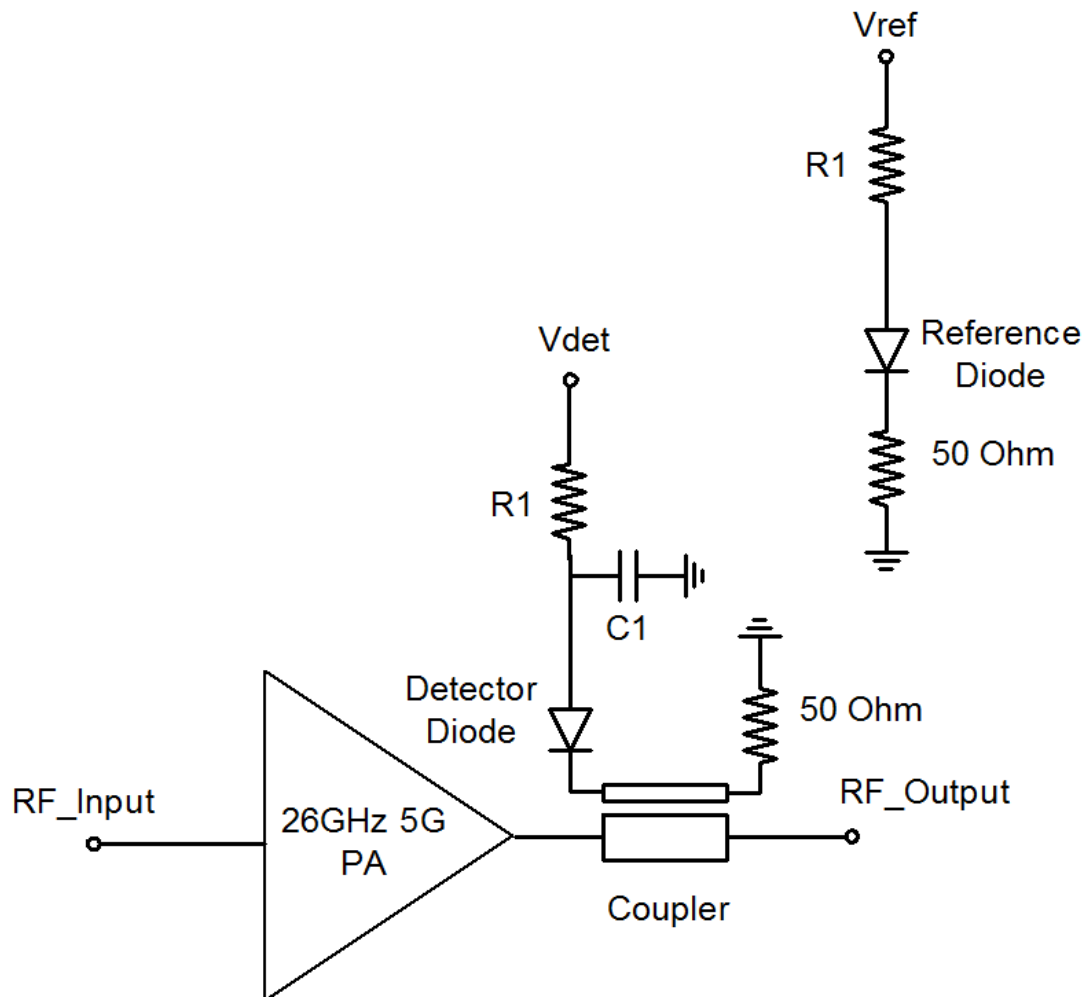 Vref
R1
Reference
Diode
50 Ohm
Vdet
R1
C1
Detector
Diode
50 Ohm
RF_Input
26GHz 5G
PA
RF_Output
Coupler